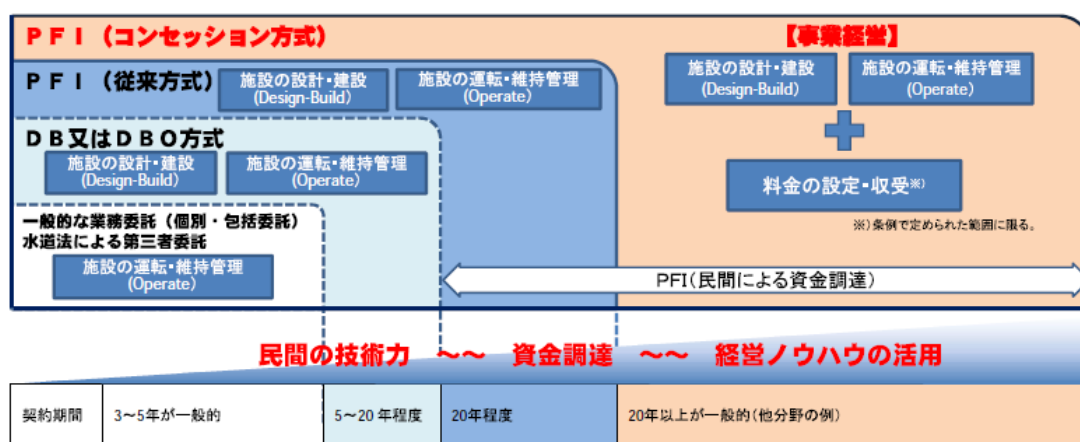 PFI(コンセッション方式)
【事業経営】
PFI(従来方式)
施設の設計・建設
(Design-Build)
施設の運転・維持管理
(Operate)
施設の設計・建設
(Design-Build)
施設の運転・維持管理
(Operate)
DB又はDBO方式
施設の設計・建設
(Design-Build)
施設の運転・維持管理
(Operate)
料金の設定・収受※)
※)条例で定められた範囲に限る。
一般的な業務委託(個別・包括委託)
水道法による第三者委託
施設の運転・維持管理
(Operate)
PFI(民間による資金調達)
民間の技術力 ~~ 資金調達 ~~ 経営ノウハウの活用
契約期間 3~5年が一般的 5~20年程度 20年程度 20年以上が一般的(他分野の例)